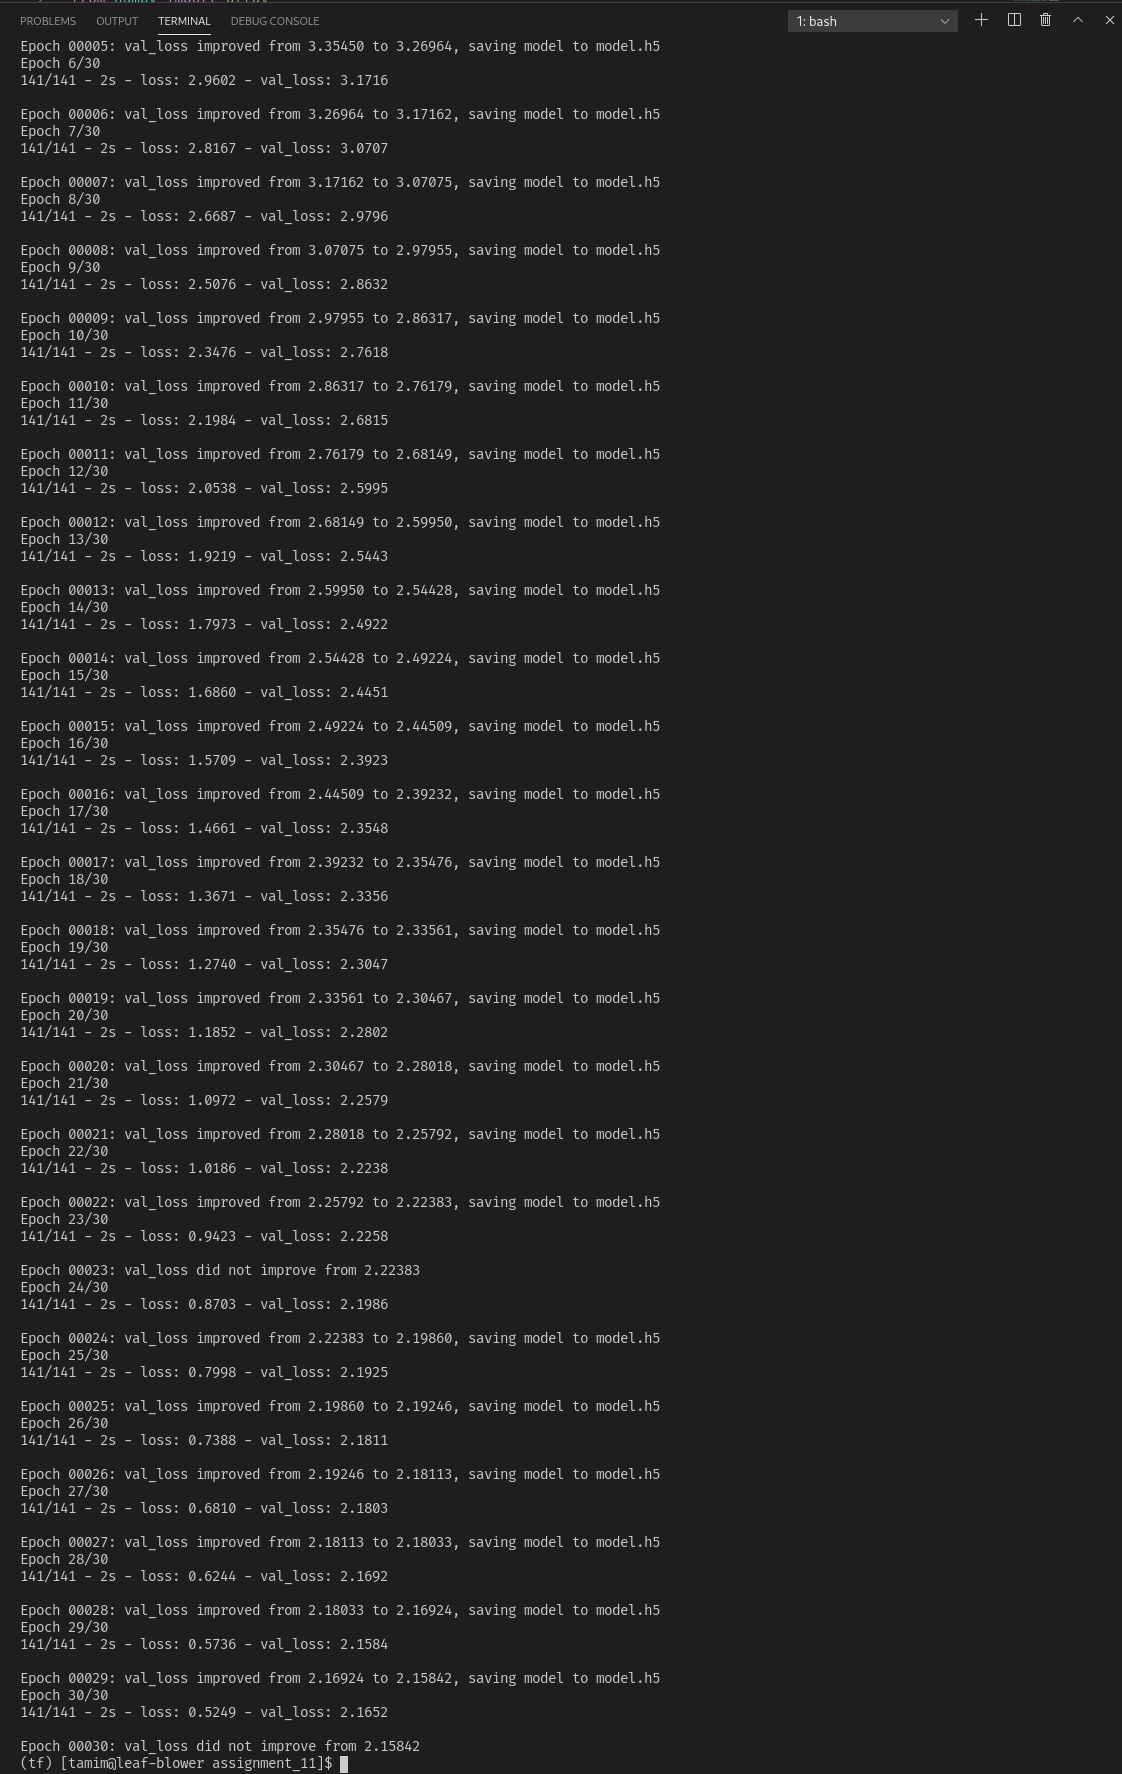 PROBLEMS OUTPUT TERMINAL DEBUG CONSOLE 1: bash
Epoch 00005: val_loss improved from 3.35450 to 3.26964, saving model to model.h5
Epoch 6/30
141/141 - 2s - loss: 2.9602 - val_loss: 3.1716
Epoch 00006: val_loss improved from 3.26964 to 3.17162, saving model to model.h5
Epoch 7/30
141/141 - 2s - loss: 2.8167 - val_loss: 3.0707
Epoch 00007: val_loss improved from 3.17162 to 3.07075, saving model to model.h5
Epoch 8/30
141/141 - 2s - loss: 2.6687 - val_loss: 2.9796
Epoch 00008: val_loss improved from 3.07075 to 2.97955, saving model to model.h5
Epoch 9/30
141/141 - 2s - loss: 2.5076 - val_loss: 2.8632
Epoch 00009: val_loss improved from 2.97955 to 2.86317, saving model to model.h5
Epoch 10/30
141/141 - 2s - loss: 2.3476 - val_loss: 2.7618
Epoch 00010: val_loss improved from 2.86317 to 2.76179, saving model to model.h5
Epoch 11/30
141/141 - 2s - loss: 2.1984 - val_loss: 2.6815
Epoch 00011: val_loss improved from 2.76179 to 2.68149, saving model to model.h5
Epoch 12/30
141/141 - 2s - loss: 2.0538 - val_loss: 2.5995
Epoch 00012: val_loss improved from 2.68149 to 2.59950, saving model to model.h5
Epoch 13/30
141/141 - 2s - loss: 1.9219 - val_loss: 2.5443
Epoch 00013: val_loss improved from 2.59950 to 2.54428, saving model to model.h5
Epoch 14/30
141/141 - 2s - loss: 1.7973 - val_loss: 2.4922
Epoch 00014: val_loss improved from 2.54428 to 2.49224, saving model to model.h5
Epoch 15/30
141/141 - 2s - loss: 1.6860 - val_loss: 2.4451
Epoch 00015: val_loss improved from 2.49224 to 2.44509, saving model to model.h5
Epoch 16/30
141/141 - 2s - loss: 1.5709 - val_loss: 2.3923
Epoch 00016: val_loss improved from 2.44509 to 2.39232, saving model to model.h5
Epoch 17/30
141/141 - 2s - loss: 1.4661 - val_loss: 2.3548
Epoch 00017: val_loss improved from 2.39232 to 2.35476, saving model to model.h5
Epoch 18/30
141/141 - 2s - loss: 1.3671 - val_loss: 2.3356
Epoch 00018: val_loss improved from 2.35476 to 2.33561, saving model to model.h5
Epoch 19/30
141/141 - 2s - loss: 1.2740 - val_loss: 2.3047
Epoch 00019: val_loss improved from 2.33561 to 2.30467, saving model to model.h5
Epoch 20/30
141/141 - 2s - loss: 1.1852 - val_loss: 2.2802
Epoch 00020: val_loss improved from 2.30467 to 2.28018, saving model to model.h5
Epoch 21/30
141/141 - 2s - loss: 1.0972 - val_loss: 2.2579
Epoch 00021: val_loss improved from 2.28018 to 2.25792, saving model to model.h5
Epoch 22/30
141/141 - 2s - loss: 1.0186 - val_loss: 2.2238
Epoch 00022: val_loss improved from 2.25792 to 2.22383, saving model to model.h5
Epoch 23/30
141/141 - 2s - loss: 0.9423 - val_loss: 2.2258
Epoch 00023: val_loss did not improve from 2.22383
Epoch 24/30
141/141 - 2s - loss: 0.8703 - val_loss: 2.1986
Epoch 00024: val_loss improved from 2.22383 to 2.19860, saving model to model.h5
Epoch 25/30
141/141 - 2s - loss: 0.7998 - val_loss: 2.1925
Epoch 00025: val_loss improved from 2.19860 to 2.19246, saving model to model.h5
Epoch 26/30
141/141 - 2s - loss: 0.7388 - val_loss: 2.1811
Epoch 00026: val_loss improved from 2.19246 to 2.18113, saving model to model.h5
Epoch 27/30
141/141 - 2s - loss: 0.6810 - val_loss: 2.1803
Epoch 00027: val_loss improved from 2.18113 to 2.18033, saving model to model.h5
Epoch 28/30
141/141 - 2s - loss: 0.6244 - val_loss: 2.1692
Epoch 00028: val_loss improved from 2.18033 to 2.16924, saving model to model.h5
Epoch 29/30
141/141 - 2s - loss: 0.5736 - val_loss: 2.1584
Epoch 00029: val_loss improved from 2.16924 to 2.15842, saving model to model.h5
Epoch 30/30
141/141 - 2s - loss: 0.5249 - val_loss: 2.1652
Epoch 00030: val_loss did not improve from 2.15842
(tf) [tamim@leaf-blower assignment_11]$